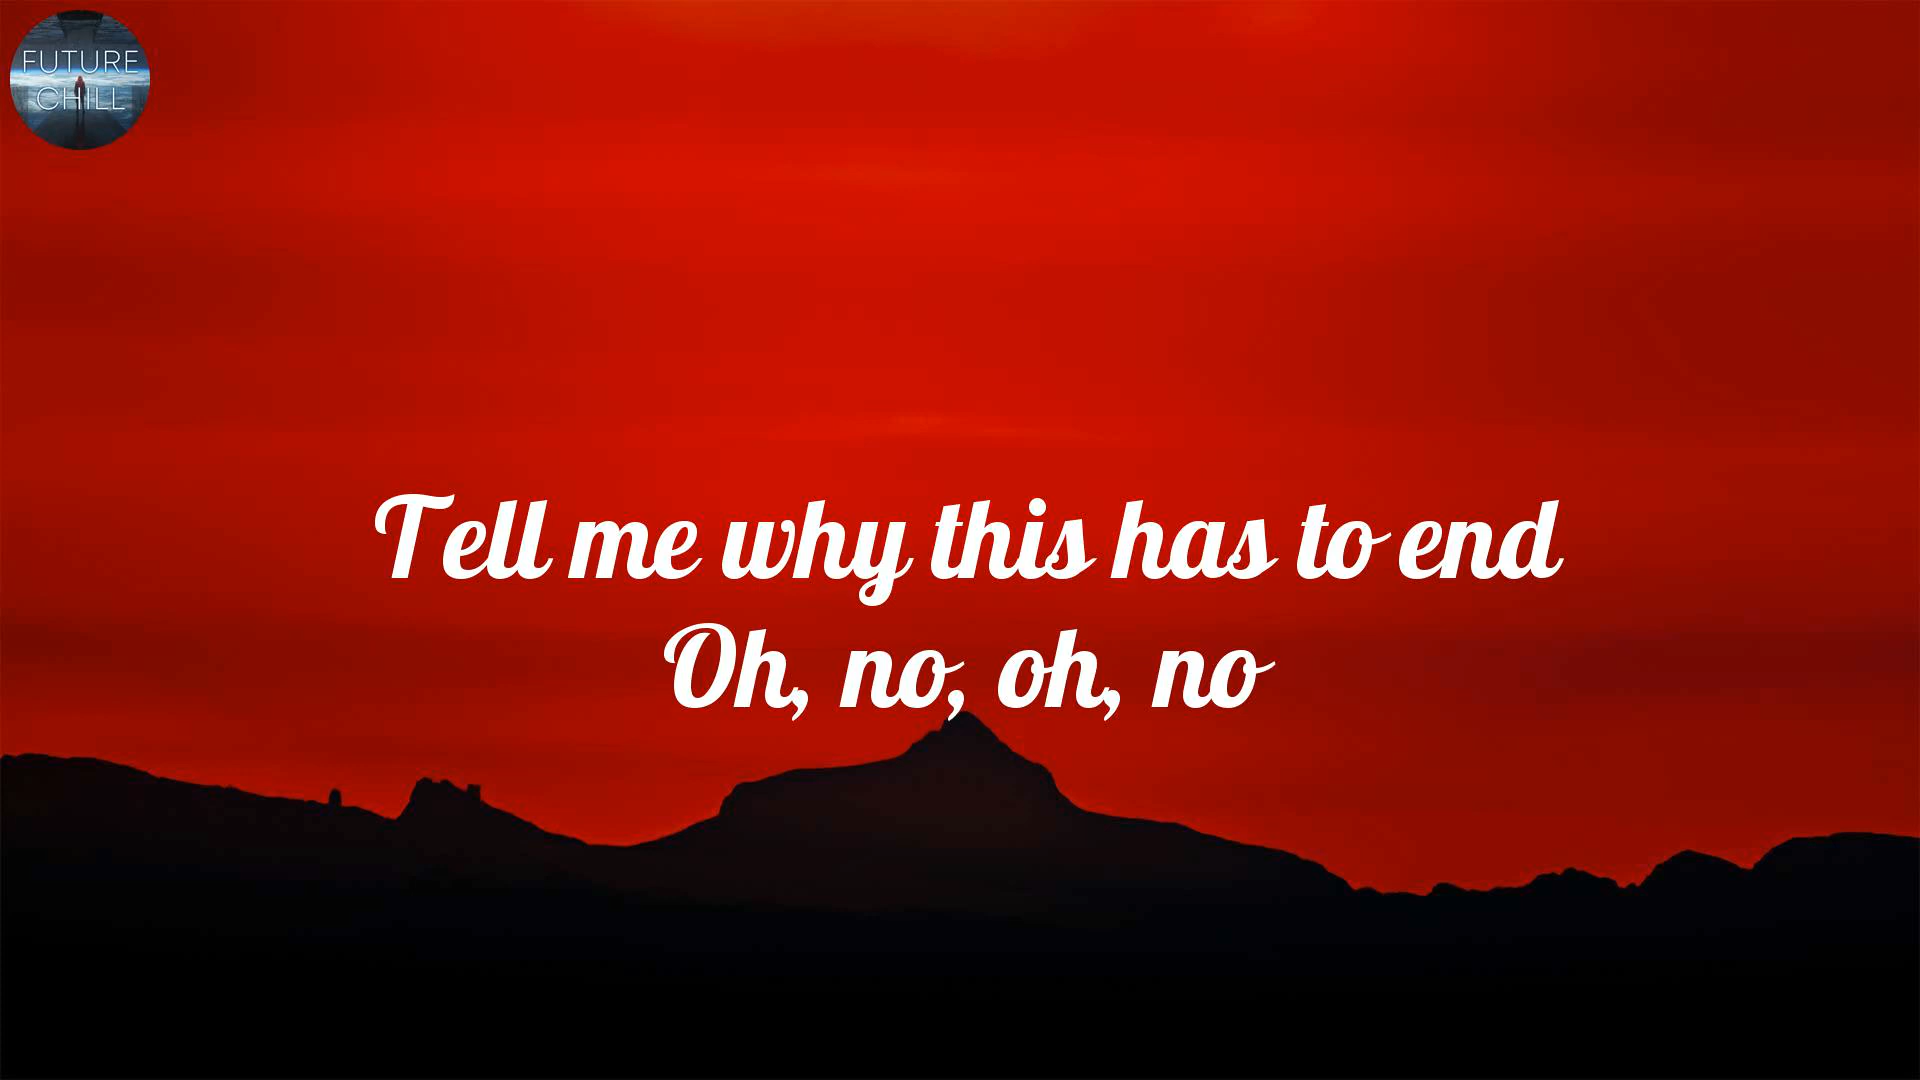 FUTURE
CHILL
Tell me why this has to end
Oh, no, oh, no